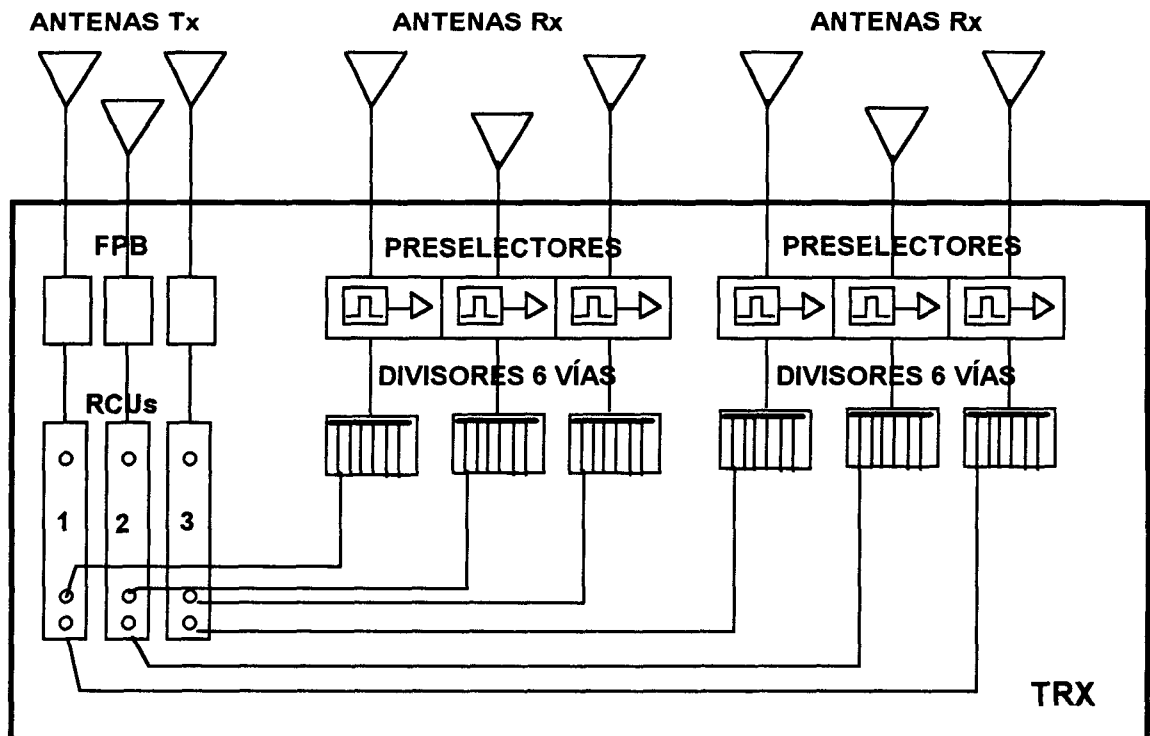 ANTENAS Tx
ANTENAS Rx
ANTENAS Rx
FPB
PRESELECTORES
PRESELECTORES
DIVISORES 6 VÍAS
DIVISORES 6 VÍAS
RCUs
1
2
3
TRX